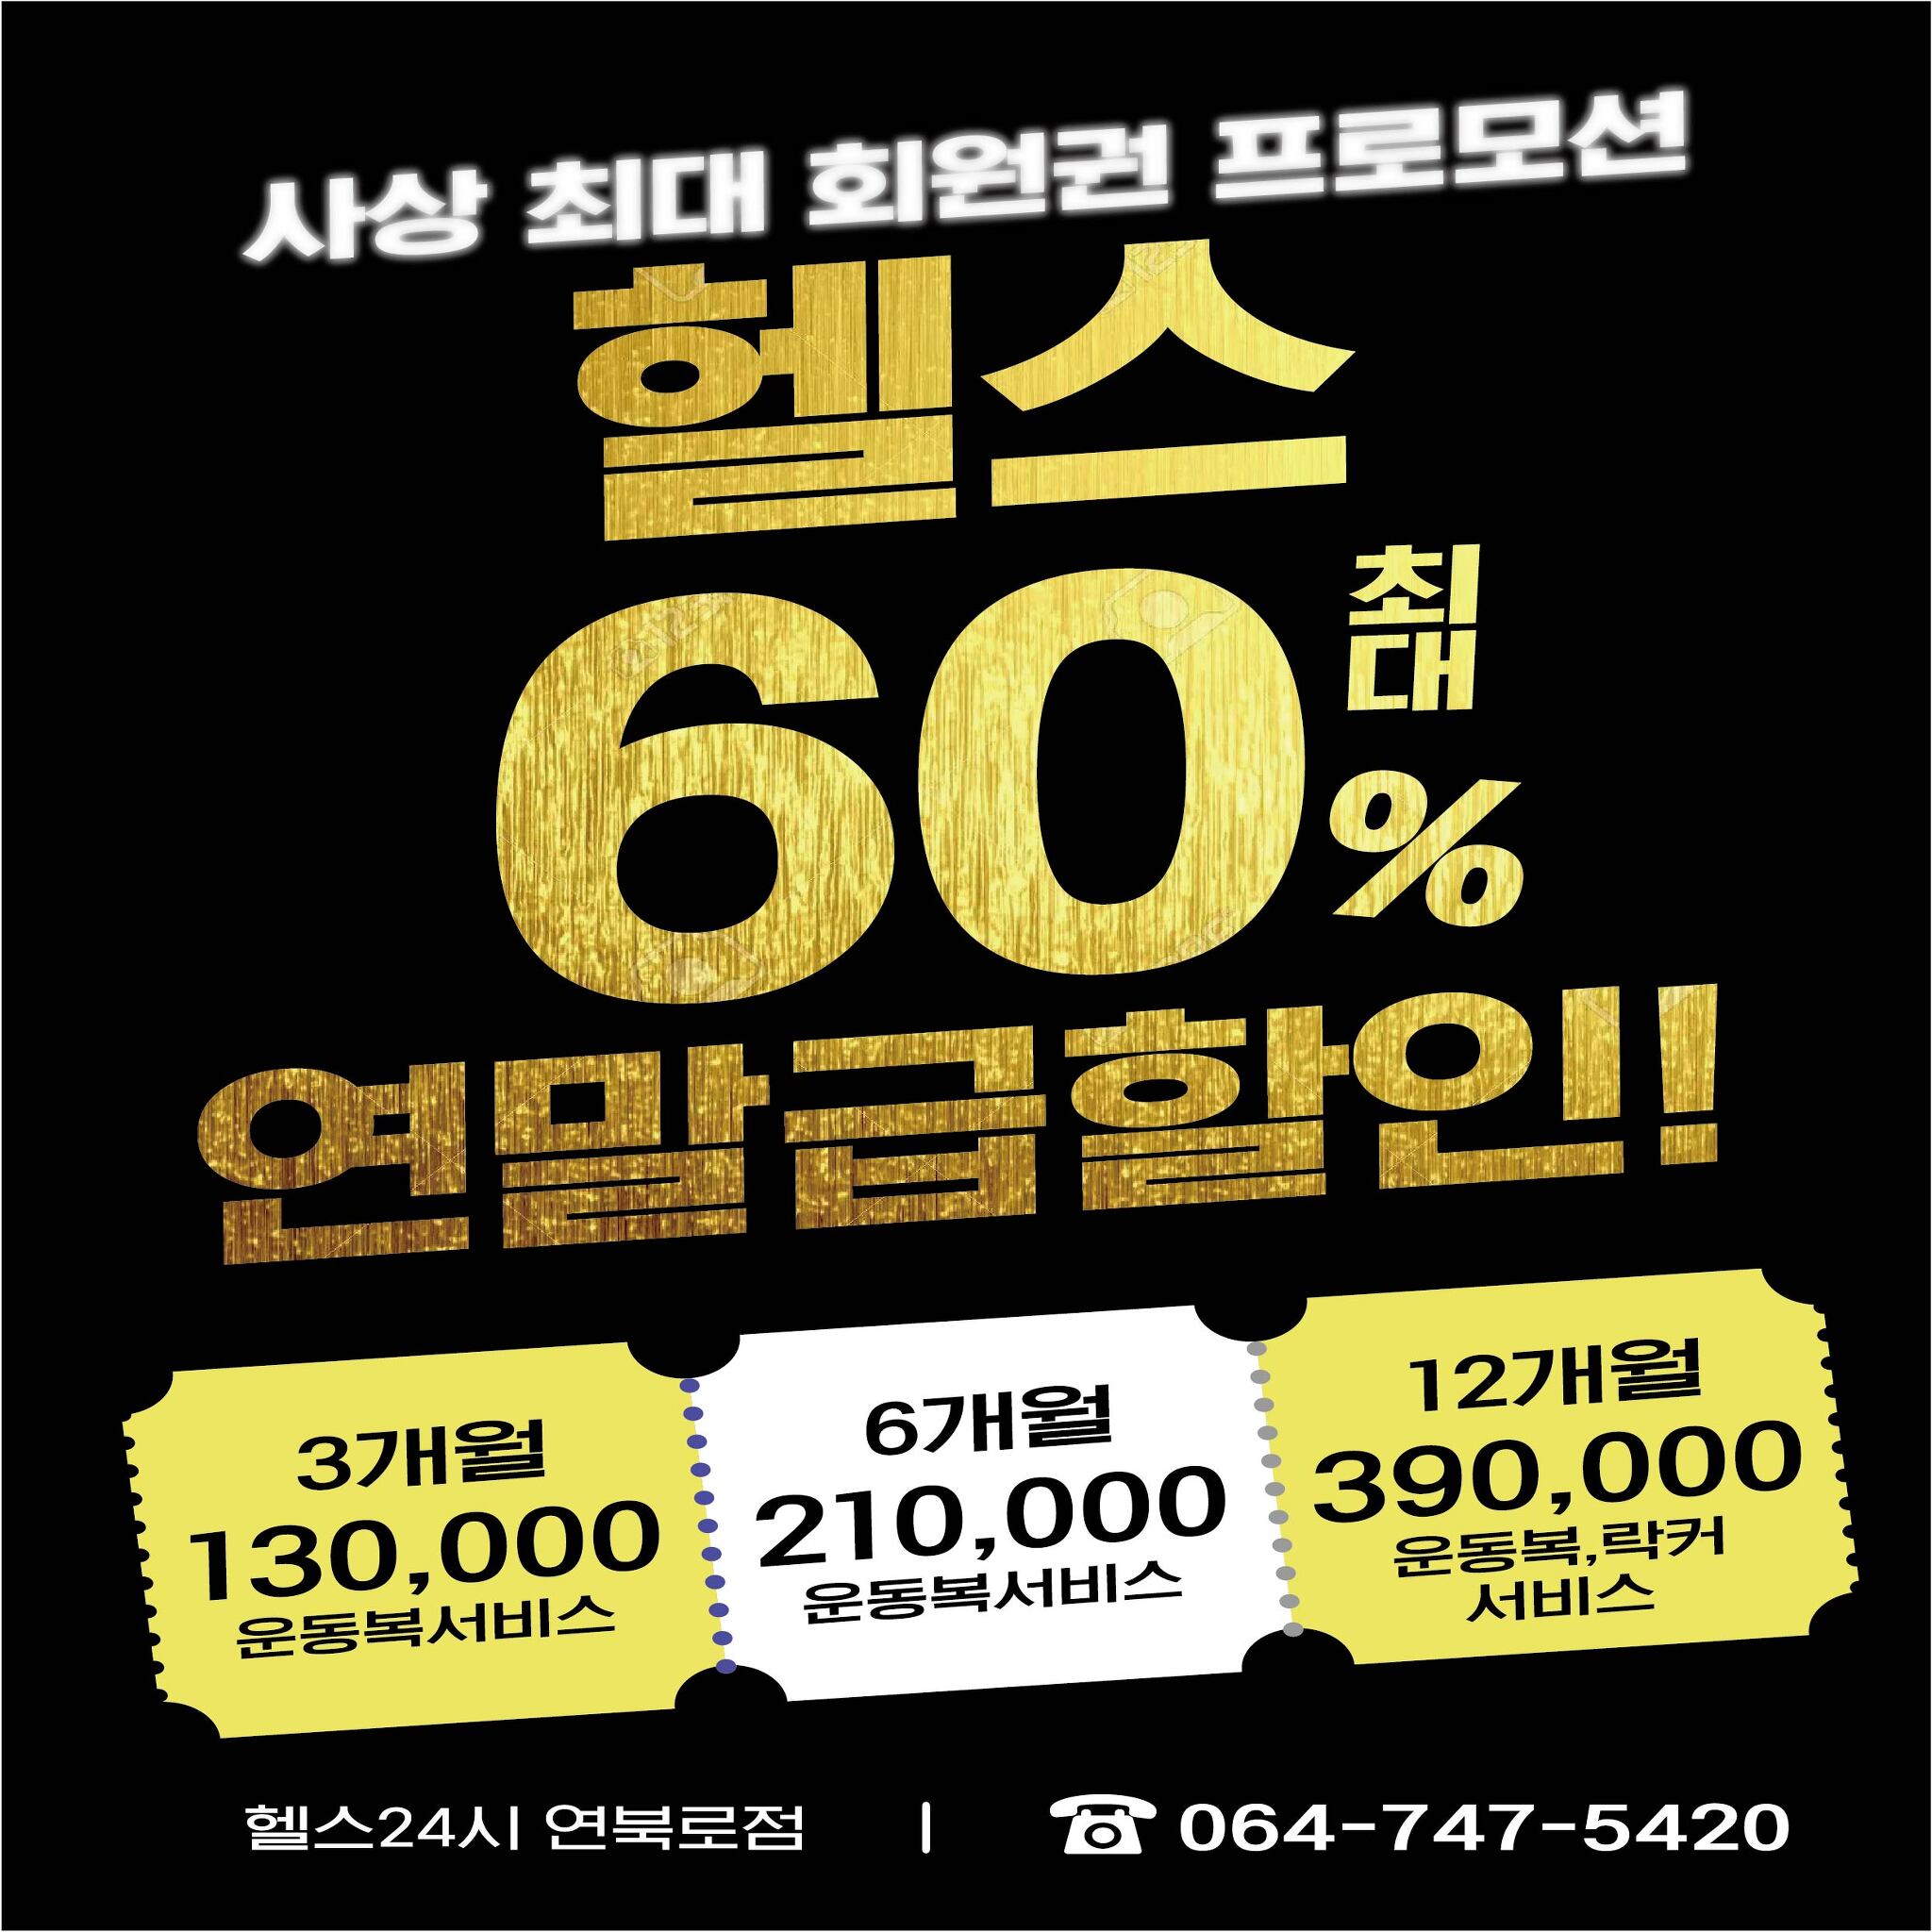 사상 최대 회원권 프로모션
헬스
최대
60%
연말급할인!
3개월
130,000
운동복서비스
6개월
210,000
운동복서비스
12개월
390,000
운동복,락커
서비스
헬스24시 연북로점 | ☎064-747-5420